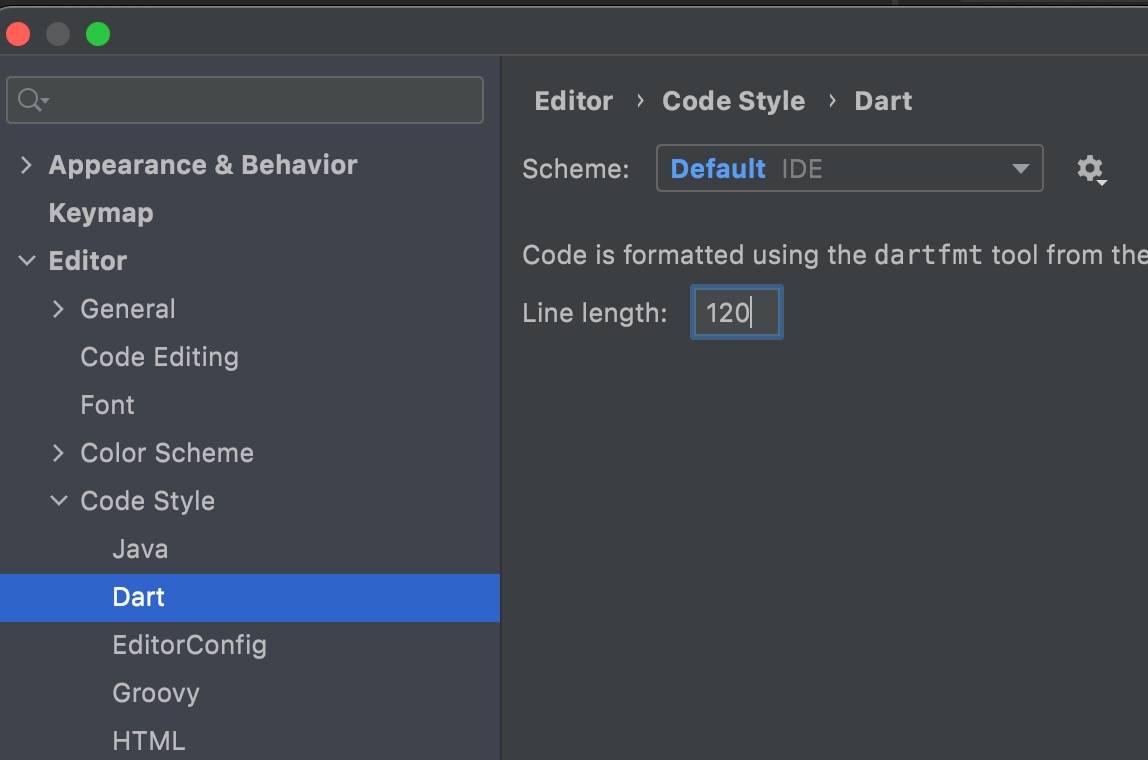 Appearance & Behavior
Keymap
Editor
General
Code Editing
Font
Color Scheme
Code Style
Java
Dart
EditorConfig
Groovy
HTML
Editor › Code Style › Dart
Scheme: Default IDE
Code is formatted using the dartfmt tool from the
Line length: 120